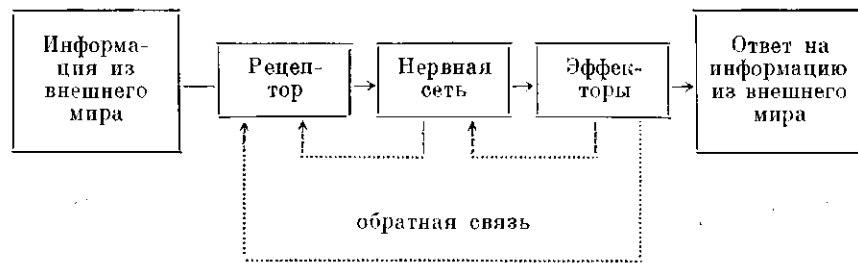 Информа-
ция из
внешнего
мира
Рецеп-
тор
Нервная
сеть
Эффек-
торы
Ответ на
информацию
из внешнего
мира
обратная связь